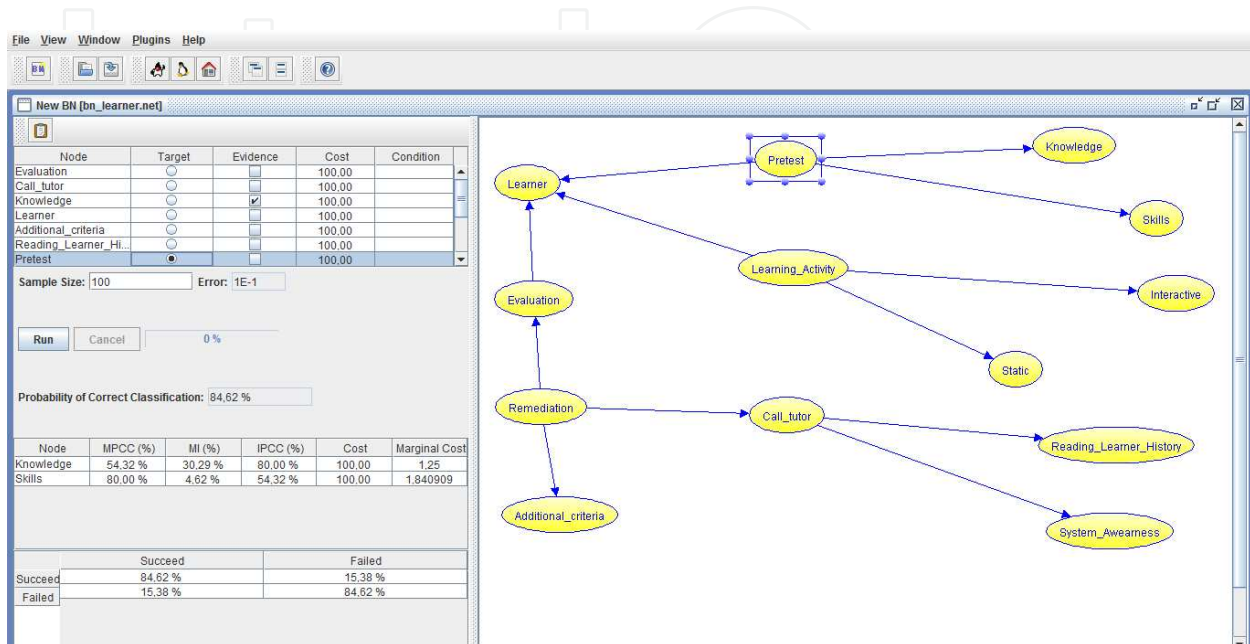 File View Window Plugins Help
New BN [bn_learner.net]
Node Target Evidence Cost Condition
Evaluation 100,00
Call_tutor 100,00
Knowledge 100,00
Learner 100,00
Additional_criteria 100,00
Reading_Learner_Hi... 100,00
Pretest 100,00
Sample Size: 100 Error: 1E-1
Run Cancel 0 %
Probability of Correct Classification: 84,62 %
Node MPCC (%) MI (%) IPCC (%) Cost Marginal Cost
Knowledge 54,32 % 30,29 % 80,00 % 100,00 1,25
Skills 80,00 % 4,62 % 54,32 % 100,00 1,840909
Succeed Failed
Succeed 84,62 % 15,38 %
Failed 15,38 % 84,62 %
Knowledge
Pretest
Learner
Skills
Learning_Activity
Interactive
Evaluation
Static
Remediation
Call_tutor
Reading_Learner_History
Additional_criteria
System_Awearness